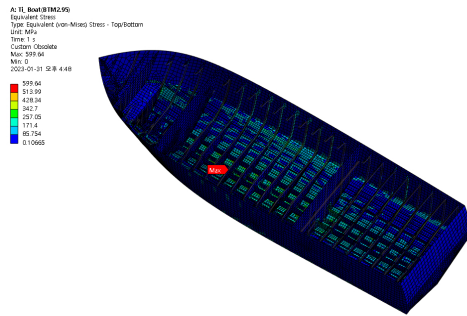 A: Ti_Boat(BTM2.95)
Equivalent Stress
Type: Equivalent (von-Mises) Stress - Top/Bottom
Unit: MPa
Time: 1 s
Custom Obsolete
Max: 599.64
Min: 0
2023-01-31 오후 4:48
599.64
513.99
428.34
342.7
257.05
171.4
85.754
0.10665
Max